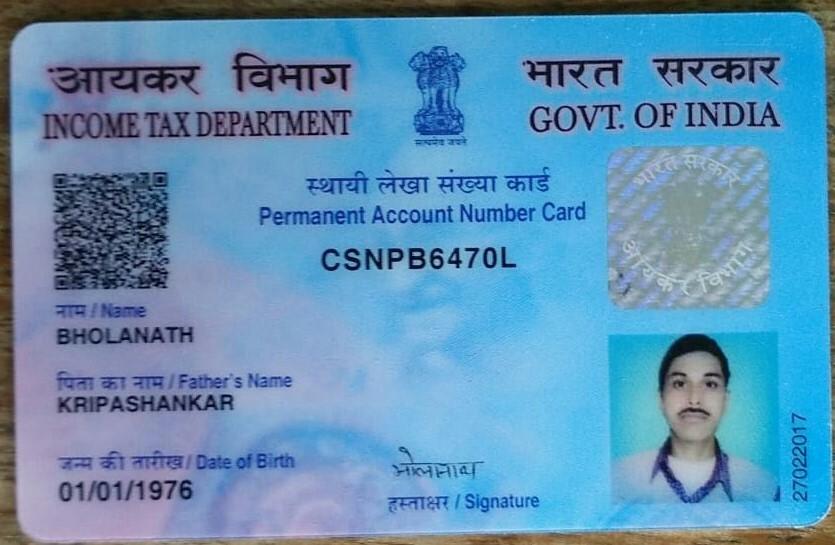 आयकर विभाग
INCOME TAX DEPARTMENT
सत्यमेव जयते
भारत सरकार
GOVT. OF INDIA
स्थायी लेखा संख्या कार्ड
Permanent Account Number Card
CSNPB6470L
भारत सरकार
आयकर विभाग
नाम / Name
BHOLANATH
पिता का नाम / Father's Name
KRIPASHANKAR
जन्म की तारीख / Date of Birth
01/01/1976
भोलानाथ
हस्ताक्षर / Signature
27022017